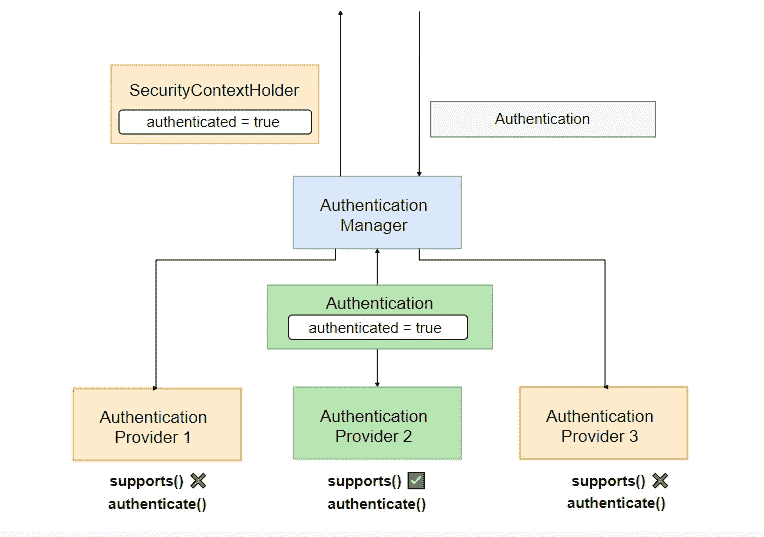 SecurityContextHolder
authenticated = true
Authentication
Authentication
Manager
Authentication
authenticated = true
Authentication
Provider 1
Authentication
Provider 2
Authentication
Provider 3
supports()
authenticate()
supports()
authenticate()
supports()
authenticate()